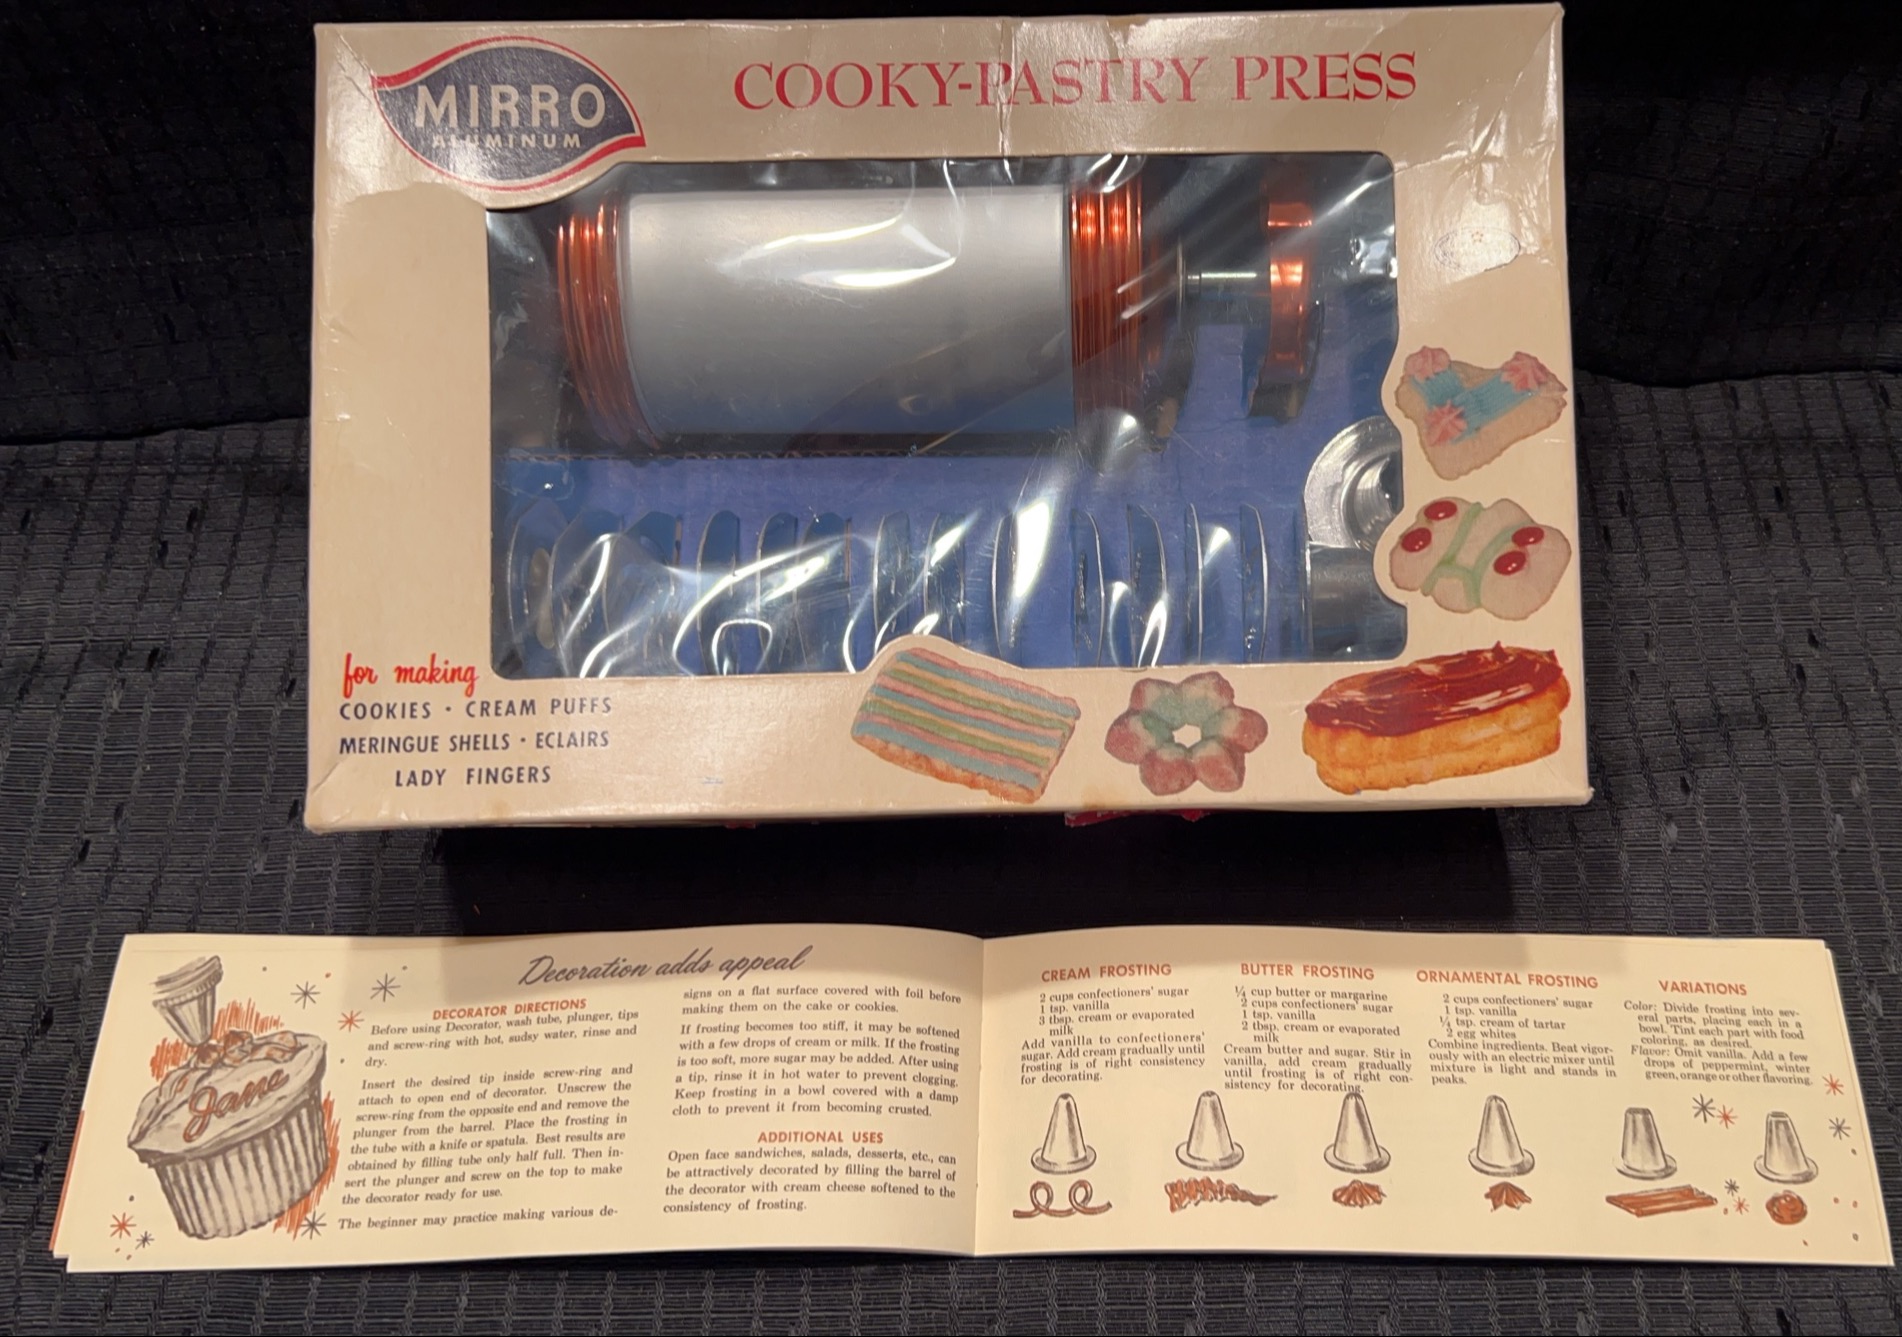 MIRRO
ALUMINUM
COOKY-PASTRY PRESS
for making
COOKIES · CREAM PUFFS
MERINGUE SHELLS · ECLAIRS
LADY FINGERS
Jane
Decoration adds appeal
DECORATOR DIRECTIONS
Before using Decorator, wash tube, plunger, tips
and screw-ring with hot, sudsy water, rinse and
dry.
Insert the desired tip inside screw-ring and
attach to open end of decorator. Unscrew the
screw-ring from the opposite end and remove the
plunger from the barrel. Place the frosting in
the tube with a knife or spatula. Best results are
obtained by filling tube only half full. Then in-
sert the plunger and screw on the top to make
the decorator ready for use.
The beginner may practice making various de-
signs on a flat surface covered with foil before
making them on the cake or cookies.
If frosting becomes too stiff, it may be softened
with a few drops of cream or milk. If the frosting
is too soft, more sugar may be added. After using
a tip, rinse it in hot water to prevent clogging.
Keep frosting in a bowl covered with a damp
cloth to prevent it from becoming crusted.
ADDITIONAL USES
Open face sandwiches, salads, desserts, etc., can
be attractively decorated by filling the barrel of
the decorator with cream cheese softened to the
consistency of frosting.
CREAM FROSTING
2 cups confectioners' sugar
1 tsp. vanilla
3 tbsp. cream or evaporated
milk
Add vanilla to confectioners'
sugar. Add cream gradually until
frosting is of right consistency
for decorating.
BUTTER FROSTING
¼ cup butter or margarine
2 cups confectioners' sugar
1 tsp. vanilla
2 tbsp. cream or evaporated
milk
Cream butter and sugar. Stir in
vanilla, add cream gradually
until frosting is of right con-
sistency for decorating.
ORNAMENTAL FROSTING
2 cups confectioners' sugar
1 tsp. vanilla
¼ tsp. cream of tartar
2 egg whites
Combine ingredients. Beat vigor-
ously with an electric mixer until
mixture is light and stands in
peaks.
VARIATIONS
Color: Divide frosting into sev-
eral parts, placing each in a
bowl. Tint each part with food
coloring, as desired.
Flavor: Omit vanilla. Add a few
drops of peppermint, winter
green, orange or other flavoring.